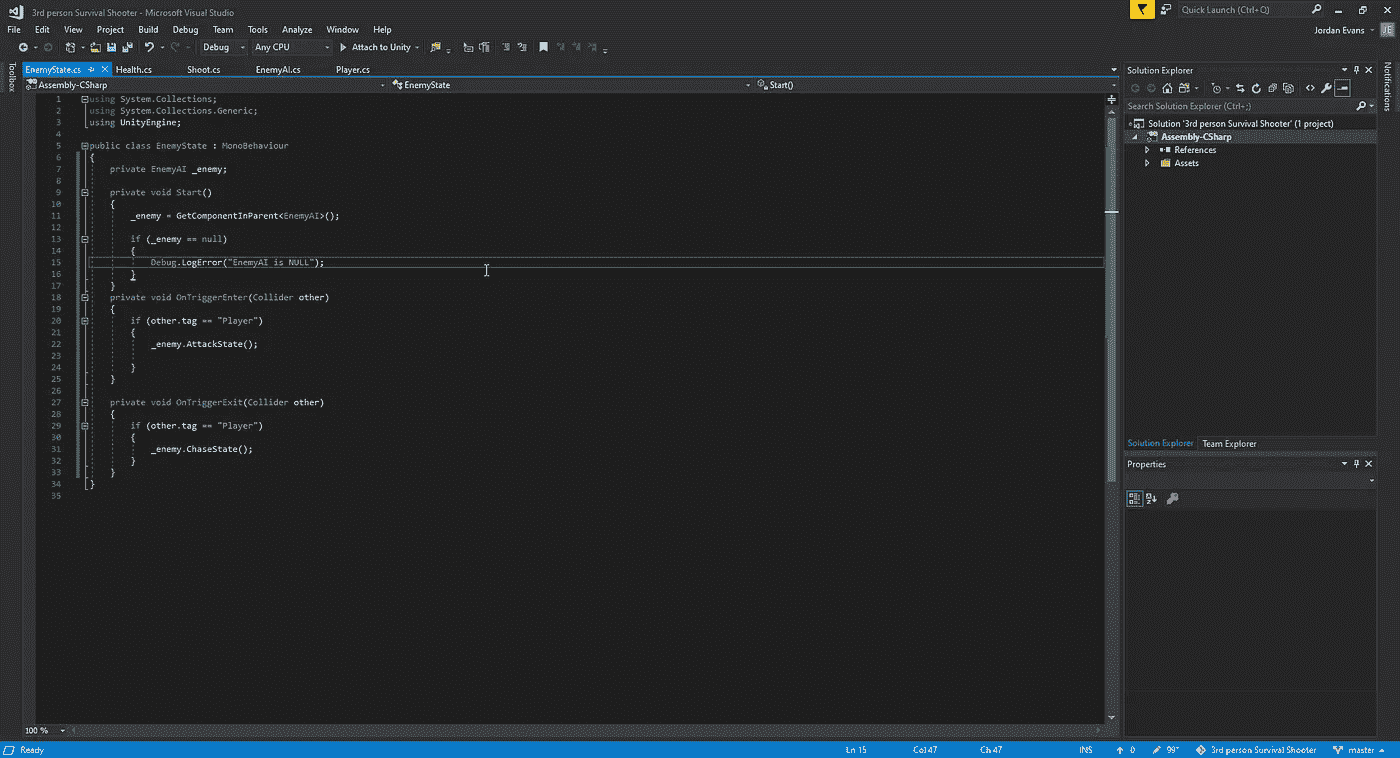 3rd person Survival Shooter - Microsoft Visual Studio
Quick Launch (Ctrl+Q)
File Edit View Project Build Debug Team Tools Analyze Window Help
Jordan Evans JE
Debug Any CPU Attach to Unity
Toolbox
EnemyState.cs Health.cs Shoot.cs EnemyAI.cs Player.cs
Assembly-CSharp EnemyState Start()
1 using System.Collections;
2 using System.Collections.Generic;
3 using UnityEngine;
4
5 public class EnemyState : MonoBehaviour
6 {
7 private EnemyAI _enemy;
8
9 private void Start()
10 {
11 _enemy = GetComponentInParent<EnemyAI>();
12
13 if (_enemy == null)
14 {
15 Debug.LogError("EnemyAI is NULL");
16 }
17 }
18 private void OnTriggerEnter(Collider other)
19 {
20 if (other.tag == "Player")
21 {
22 _enemy.AttackState();
23
24 }
25 }
26
27 private void OnTriggerExit(Collider other)
28 {
29 if (other.tag == "Player")
30 {
31 _enemy.ChaseState();
32 }
33 }
34 }
35
100 %
Solution Explorer
Search Solution Explorer (Ctrl+;)
Solution '3rd person Survival Shooter' (1 project)
Assembly-CSharp
References
Assets
Solution Explorer Team Explorer
Properties
Notifications
Ready Ln 15 Col 47 Ch 47 INS 0 99* 3rd person Survival Shooter master